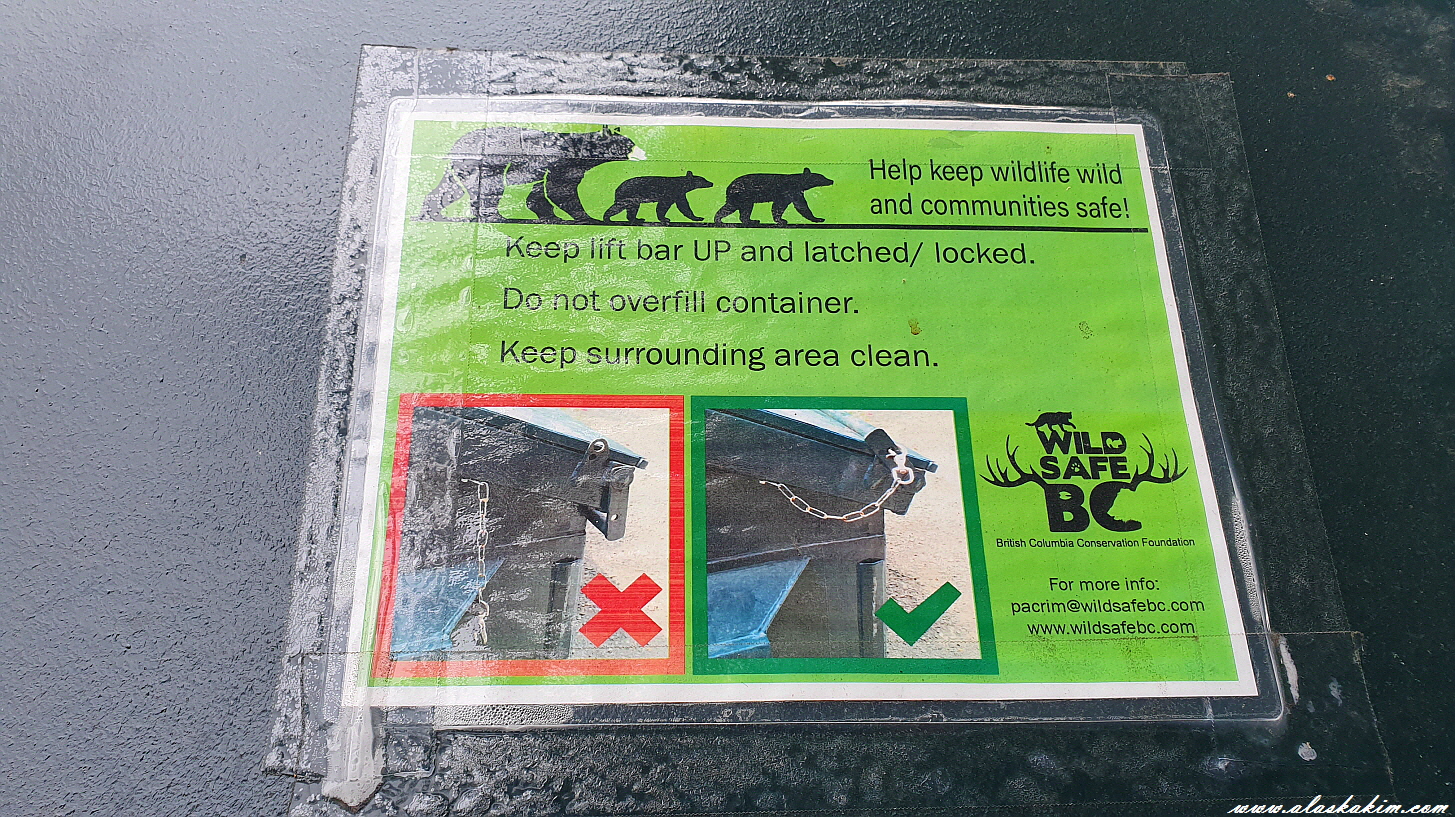 Help keep wildlife wild
and communities safe!
Keep lift bar UP and latched/ locked.
Do not overfill container.
Keep surrounding area clean.
WILD
SAFE
BC
British Columbia Conservation Foundation
For more info:
pacrim@wildsafebc.com
www.wildsafebc.com
www.alaskakim.com